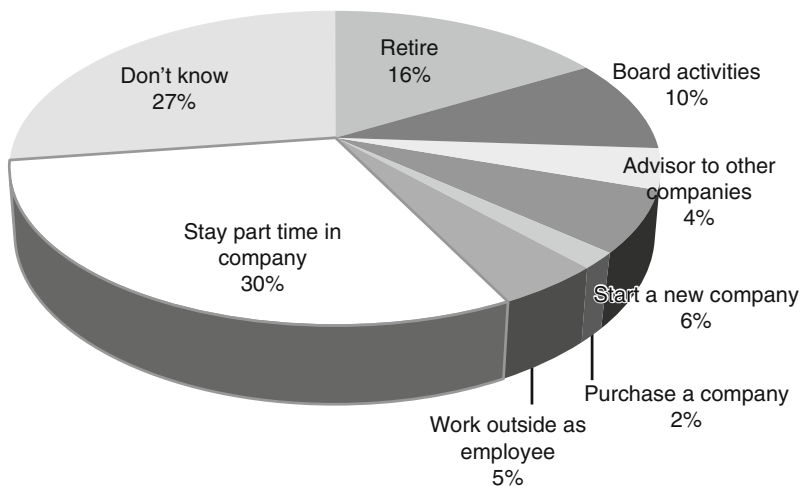 Retire
16%
Don't know
27%
Board activities
10%
Advisor to other
companies
4%
Stay part time in
company
30%
Start a new company
6%
Purchase a company
2%
Work outside as
employee
5%